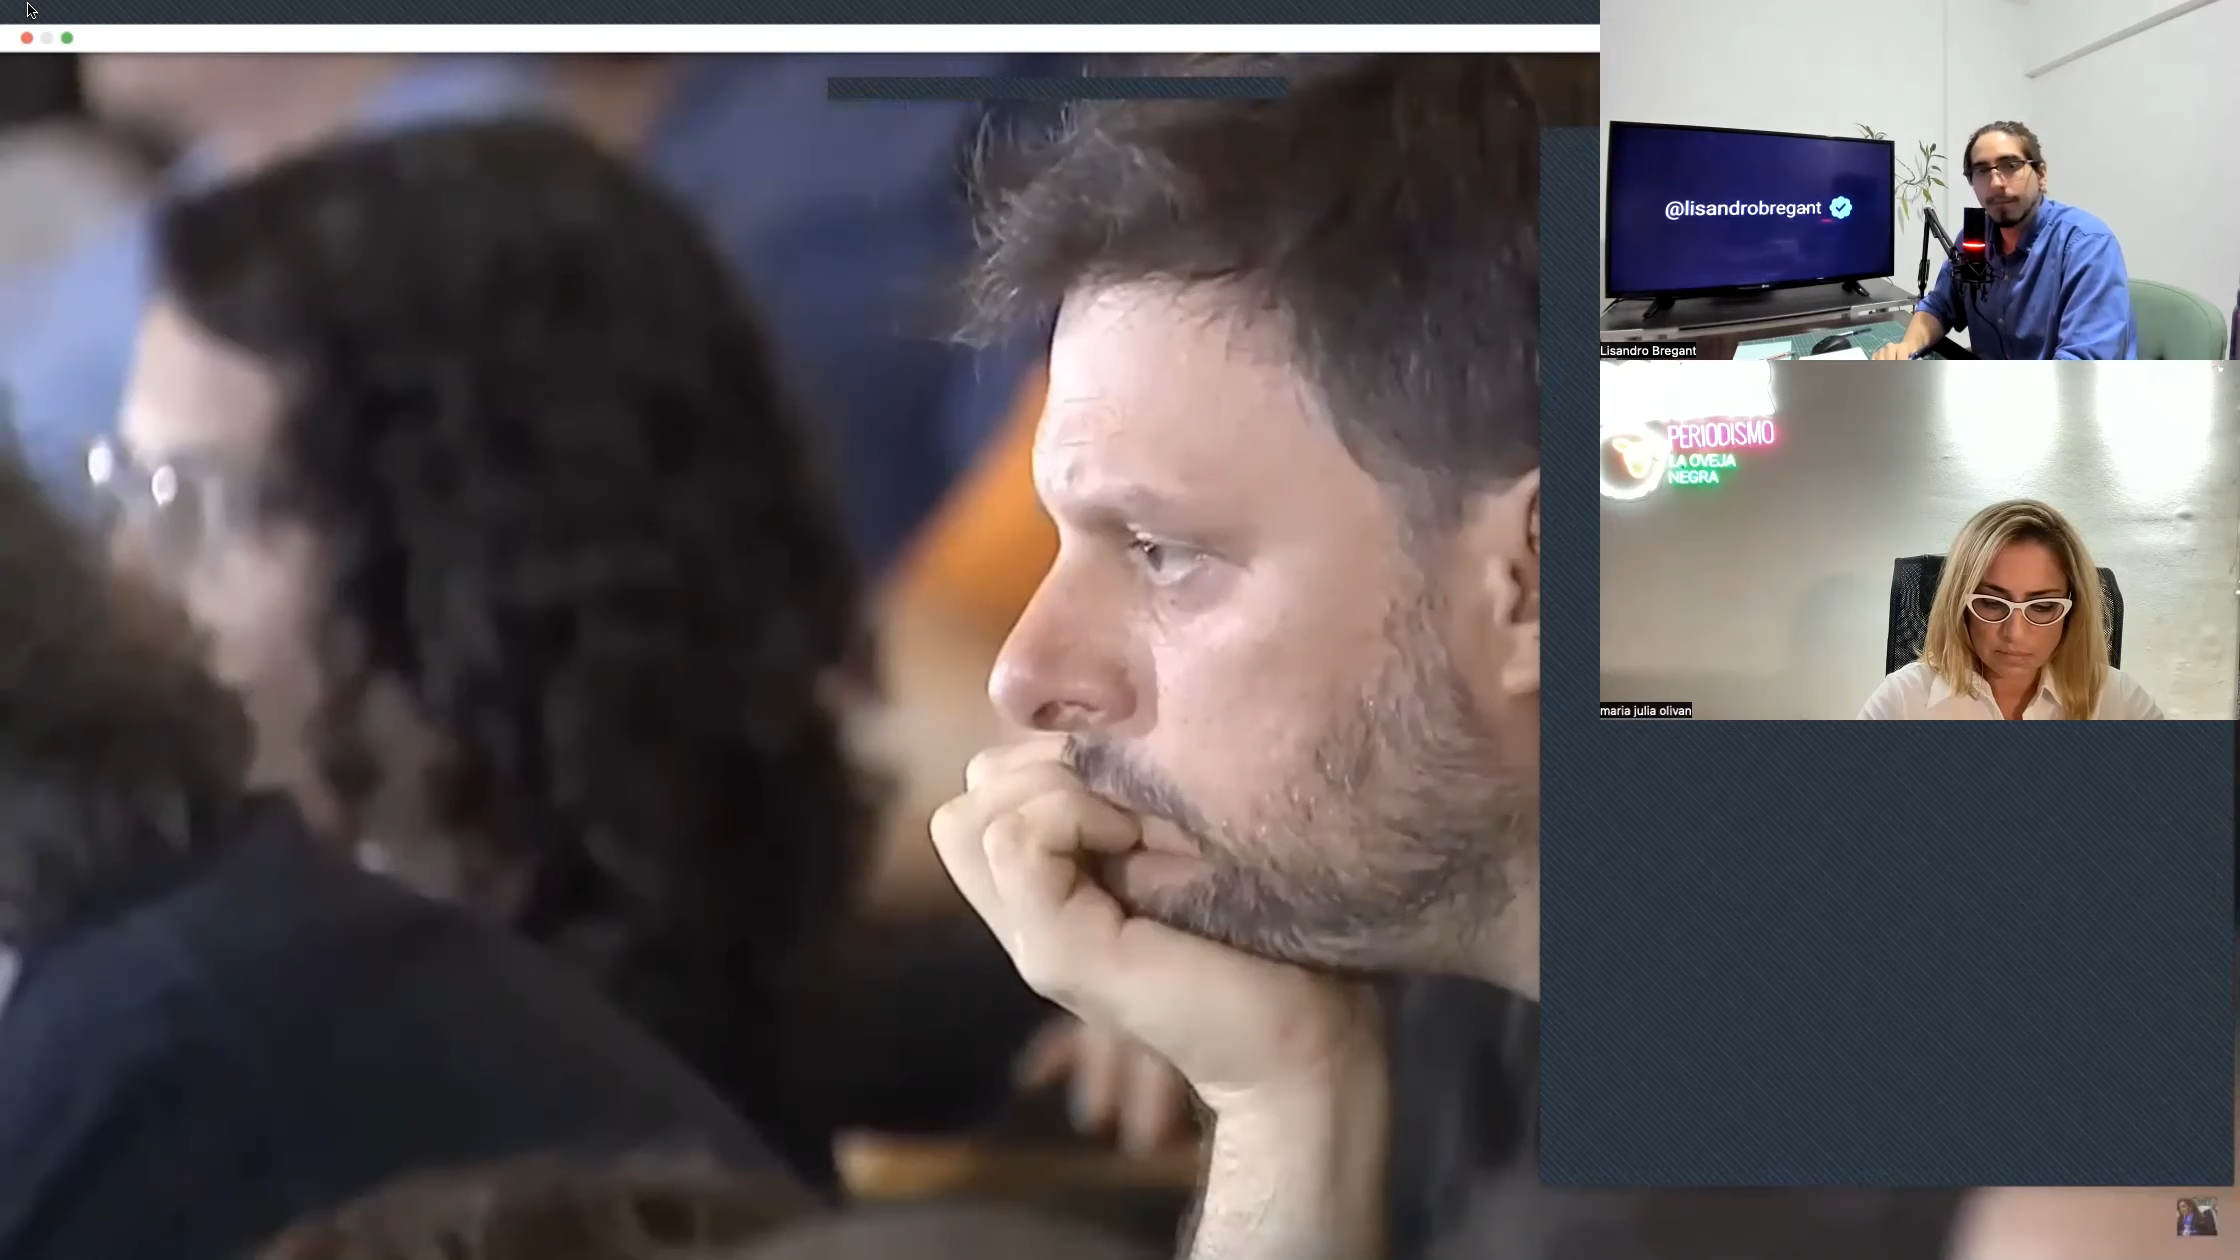 @lisandrobregant
Lisandro Bregant
PERIODISMO
LA OVEJA
NEGRA
maria julia olivan